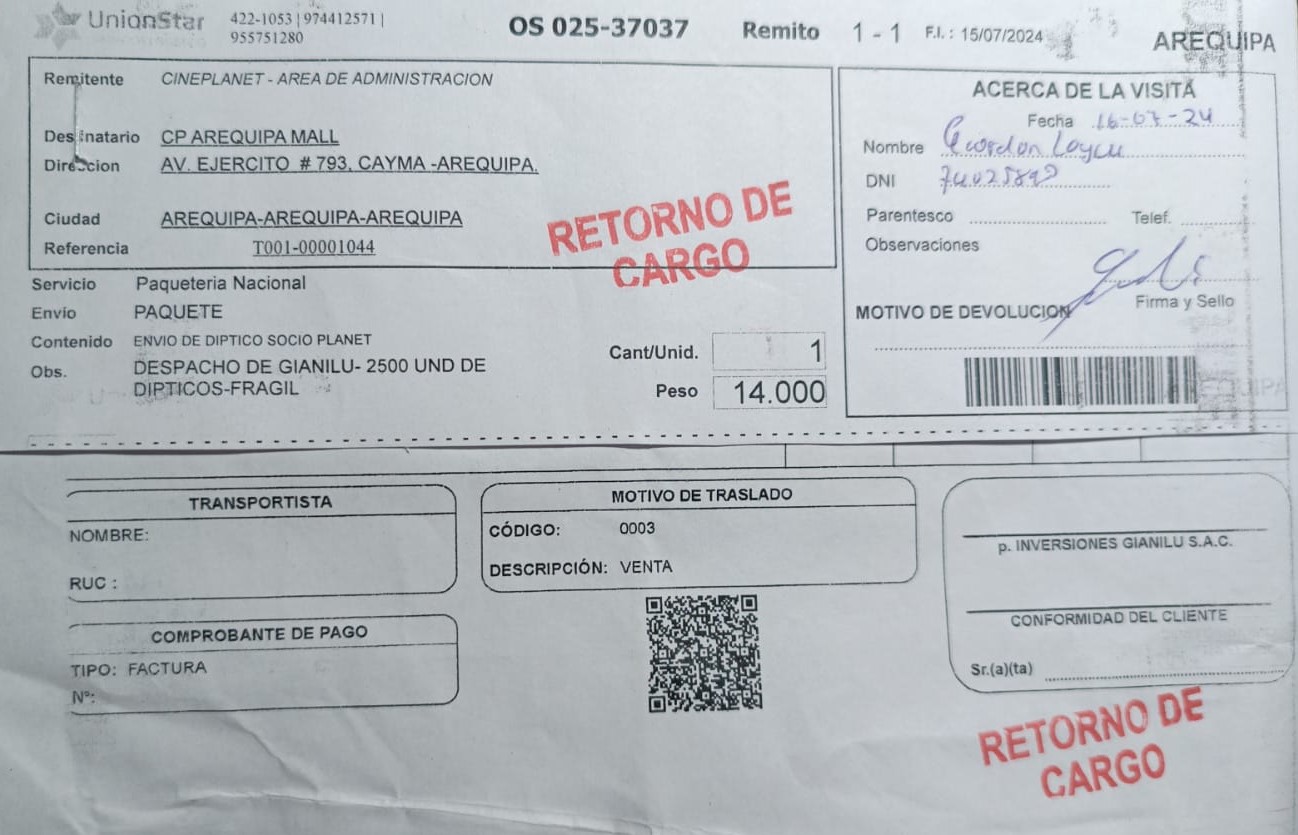 UnionStar
422-1053 | 974412571 |
955751280
OS 025-37037
Remito 1 - 1 F.I.: 15/07/2024
AREQUIPA
Remitente CINEPLANET - AREA DE ADMINISTRACION
Destinatario CP AREQUIPA MALL
Direccion AV. EJERCITO # 793, CAYMA -AREQUIPA.
Ciudad AREQUIPA-AREQUIPA-AREQUIPA
Referencia T001-00001044
RETORNO DE
CARGO
ACERCA DE LA VISITA
Fecha 16-07-24
Nombre
DNI 74025899
Parentesco Telef.
Observaciones
Firma y Sello
MOTIVO DE DEVOLUCION
Servicio Paqueteria Nacional
Envio PAQUETE
Contenido ENVIO DE DIPTICO SOCIO PLANET
Obs. DESPACHO DE GIANILU- 2500 UND DE
DIPTICOS-FRAGIL
Cant/Unid. 1
Peso 14.000
AREQUIPA
TRANSPORTISTA
NOMBRE:
RUC :
MOTIVO DE TRASLADO
CÓDIGO: 0003
DESCRIPCIÓN: VENTA
p. INVERSIONES GIANILU S.A.C.
CONFORMIDAD DEL CLIENTE
Sr.(a)(ta)
COMPROBANTE DE PAGO
TIPO: FACTURA
N°:
RETORNO DE
CARGO